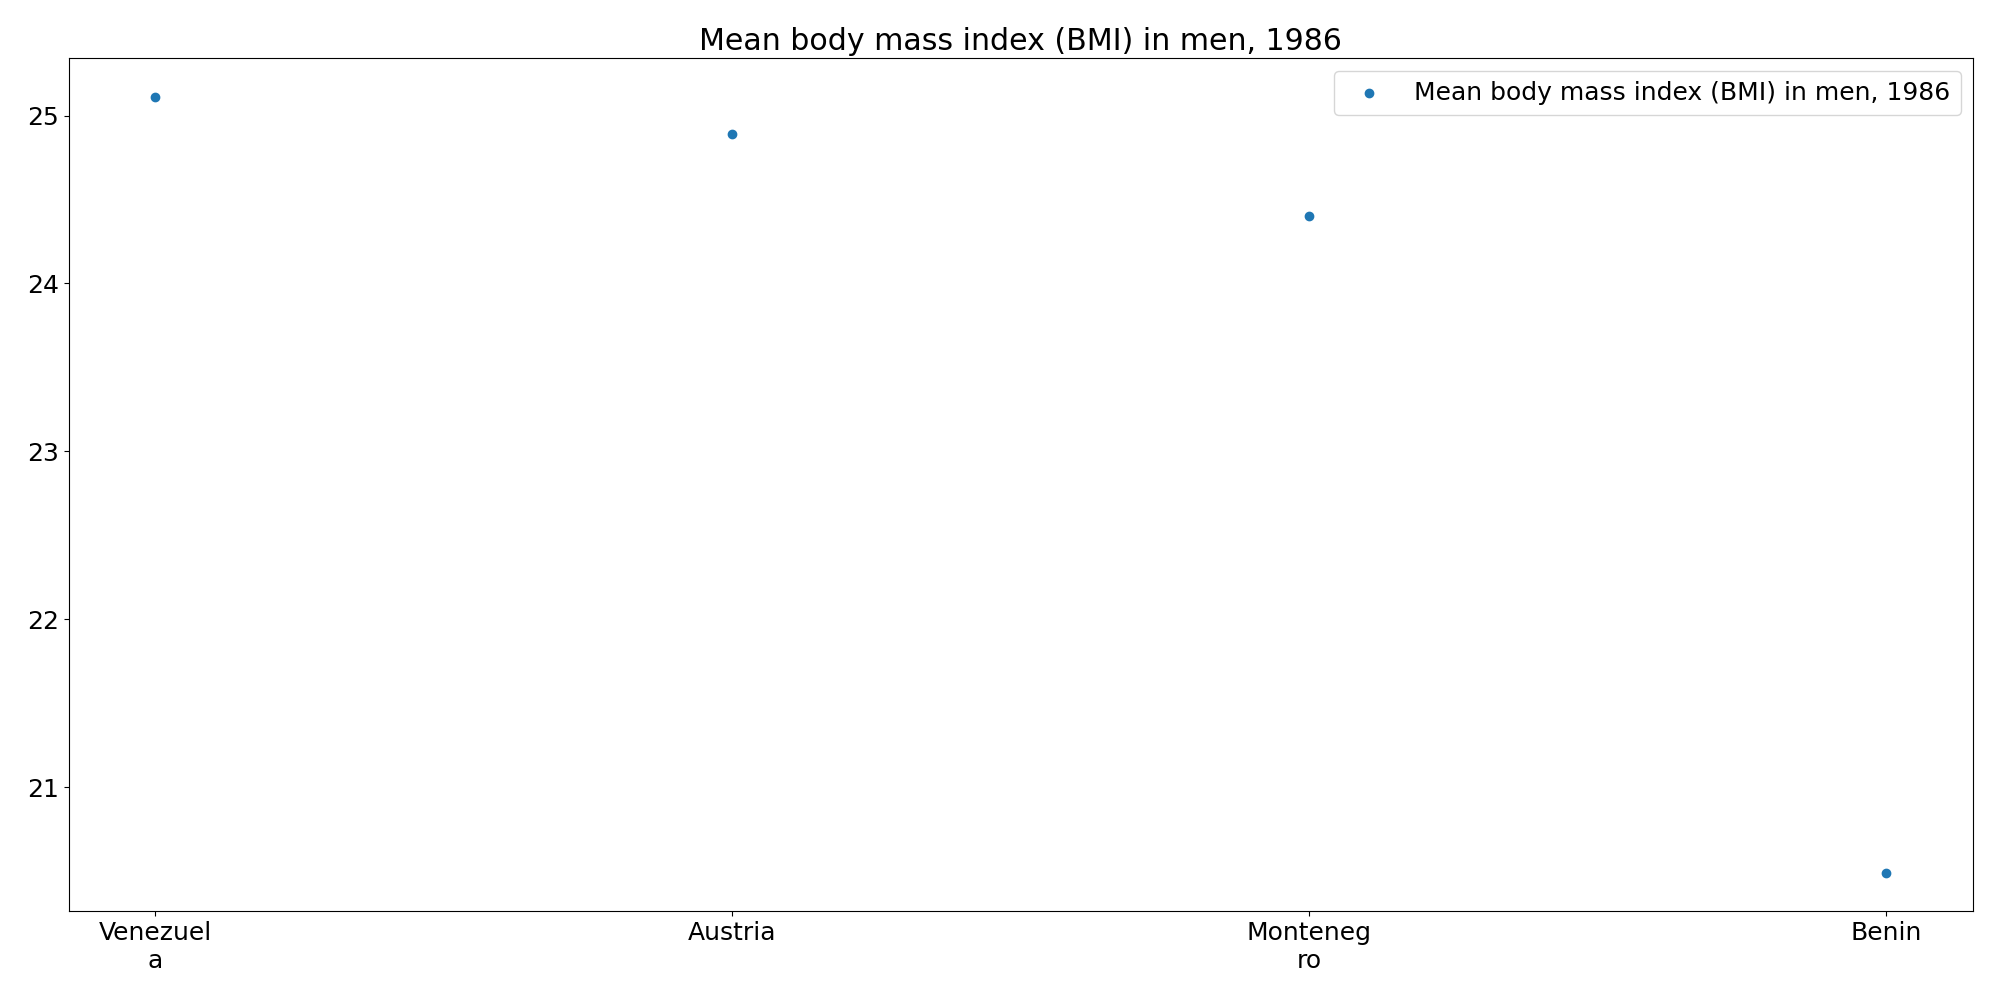 Mean body mass index (BMI) in men, 1986
Mean body mass index (BMI) in men, 1986
25
24
23
22
21
Venezuel
a
Austria
Monteneg
ro
Benin